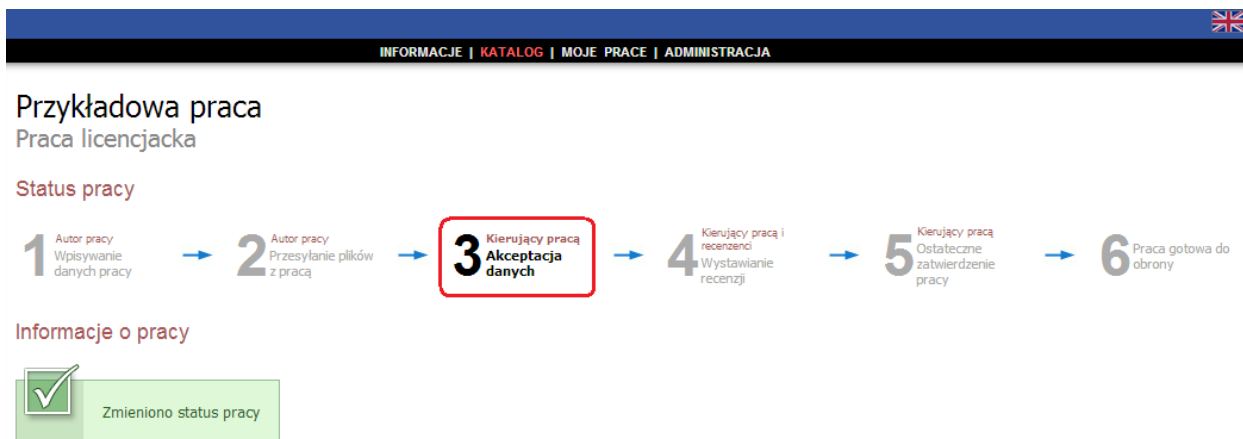 INFORMACJE | KATALOG | MOJE PRACE | ADMINISTRACJA
Przykładowa praca
Praca licencjacka
Status pracy
1
Autor pracy
Wpisywanie
danych pracy
2
Autor pracy
Przesyłanie plików
z pracą
3
Kierujący pracą
Akceptacja
danych
4
Kierujący pracą i
recenzenci
Wystawianie
recenzji
5
Kierujący pracą
Ostateczne
zatwierdzenie
pracy
6
Praca gotowa do
obrony
Informacje o pracy
Zmieniono status pracy